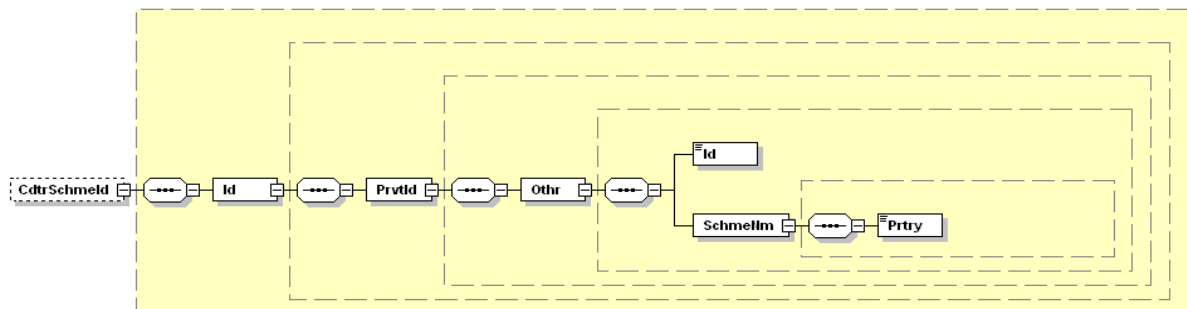 CdtrSchmeId
Id
PrvtId
Othr
Id
SchmeNm
Prtry